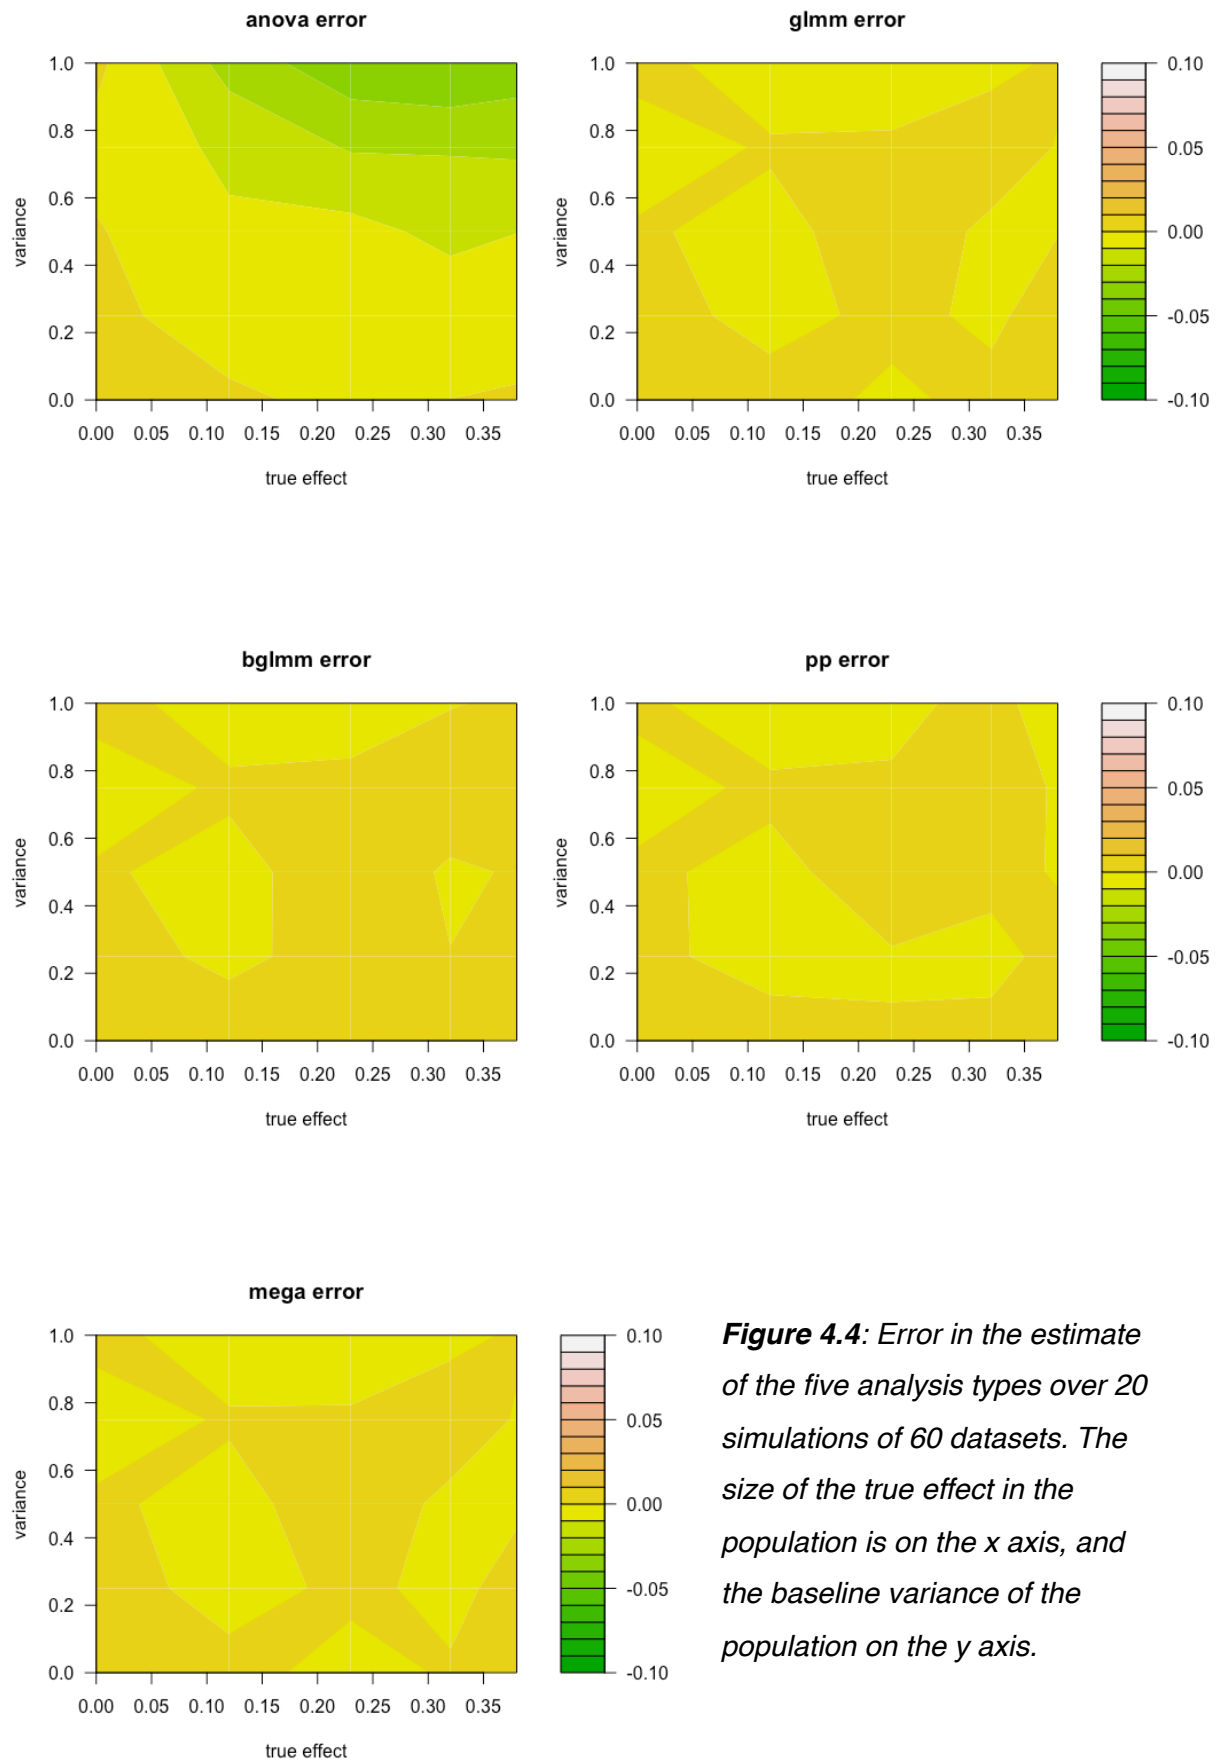 anova error
1.0
0.8
0.6
0.4
0.2
0.0
variance
0.00 0.05 0.10 0.15 0.20 0.25 0.30 0.35
true effect
glmm error
1.0
0.8
0.6
0.4
0.2
0.0
variance
0.00 0.05 0.10 0.15 0.20 0.25 0.30 0.35
true effect
0.10
0.05
0.00
-0.05
-0.10
bglmm error
1.0
0.8
0.6
0.4
0.2
0.0
variance
0.00 0.05 0.10 0.15 0.20 0.25 0.30 0.35
true effect
pp error
1.0
0.8
0.6
0.4
0.2
0.0
variance
0.00 0.05 0.10 0.15 0.20 0.25 0.30 0.35
true effect
0.10
0.05
0.00
-0.05
-0.10
mega error
1.0
0.8
0.6
0.4
0.2
0.0
variance
0.00 0.05 0.10 0.15 0.20 0.25 0.30 0.35
true effect
0.10
0.05
0.00
-0.05
-0.10
Figure 4.4: Error in the estimate
of the five analysis types over 20
simulations of 60 datasets. The
size of the true effect in the
population is on the x axis, and
the baseline variance of the
population on the y axis.